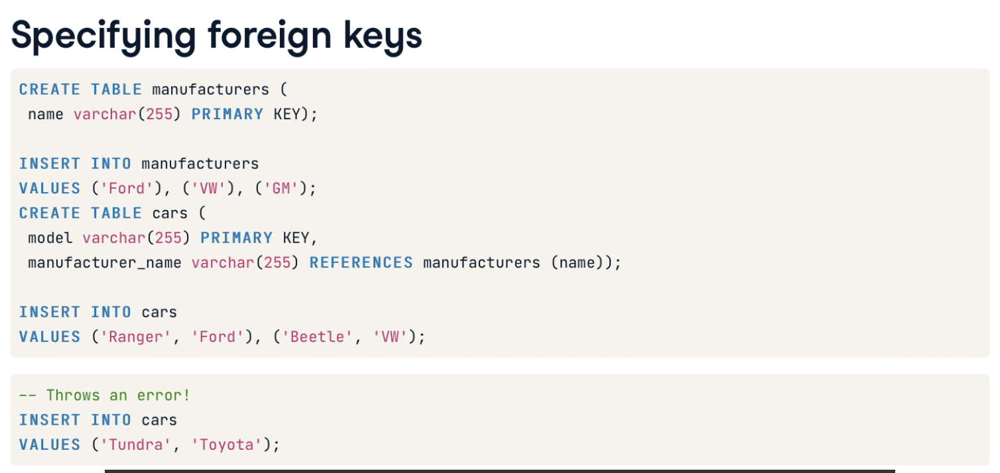 Specifying foreign keys
CREATE TABLE manufacturers (
 name varchar(255) PRIMARY KEY);
INSERT INTO manufacturers
VALUES ('Ford'), ('VW'), ('GM');
CREATE TABLE cars (
 model varchar(255) PRIMARY KEY,
 manufacturer_name varchar(255) REFERENCES manufacturers (name));
INSERT INTO cars
VALUES ('Ranger', 'Ford'), ('Beetle', 'VW');
-- Throws an error!
INSERT INTO cars
VALUES ('Tundra', 'Toyota');